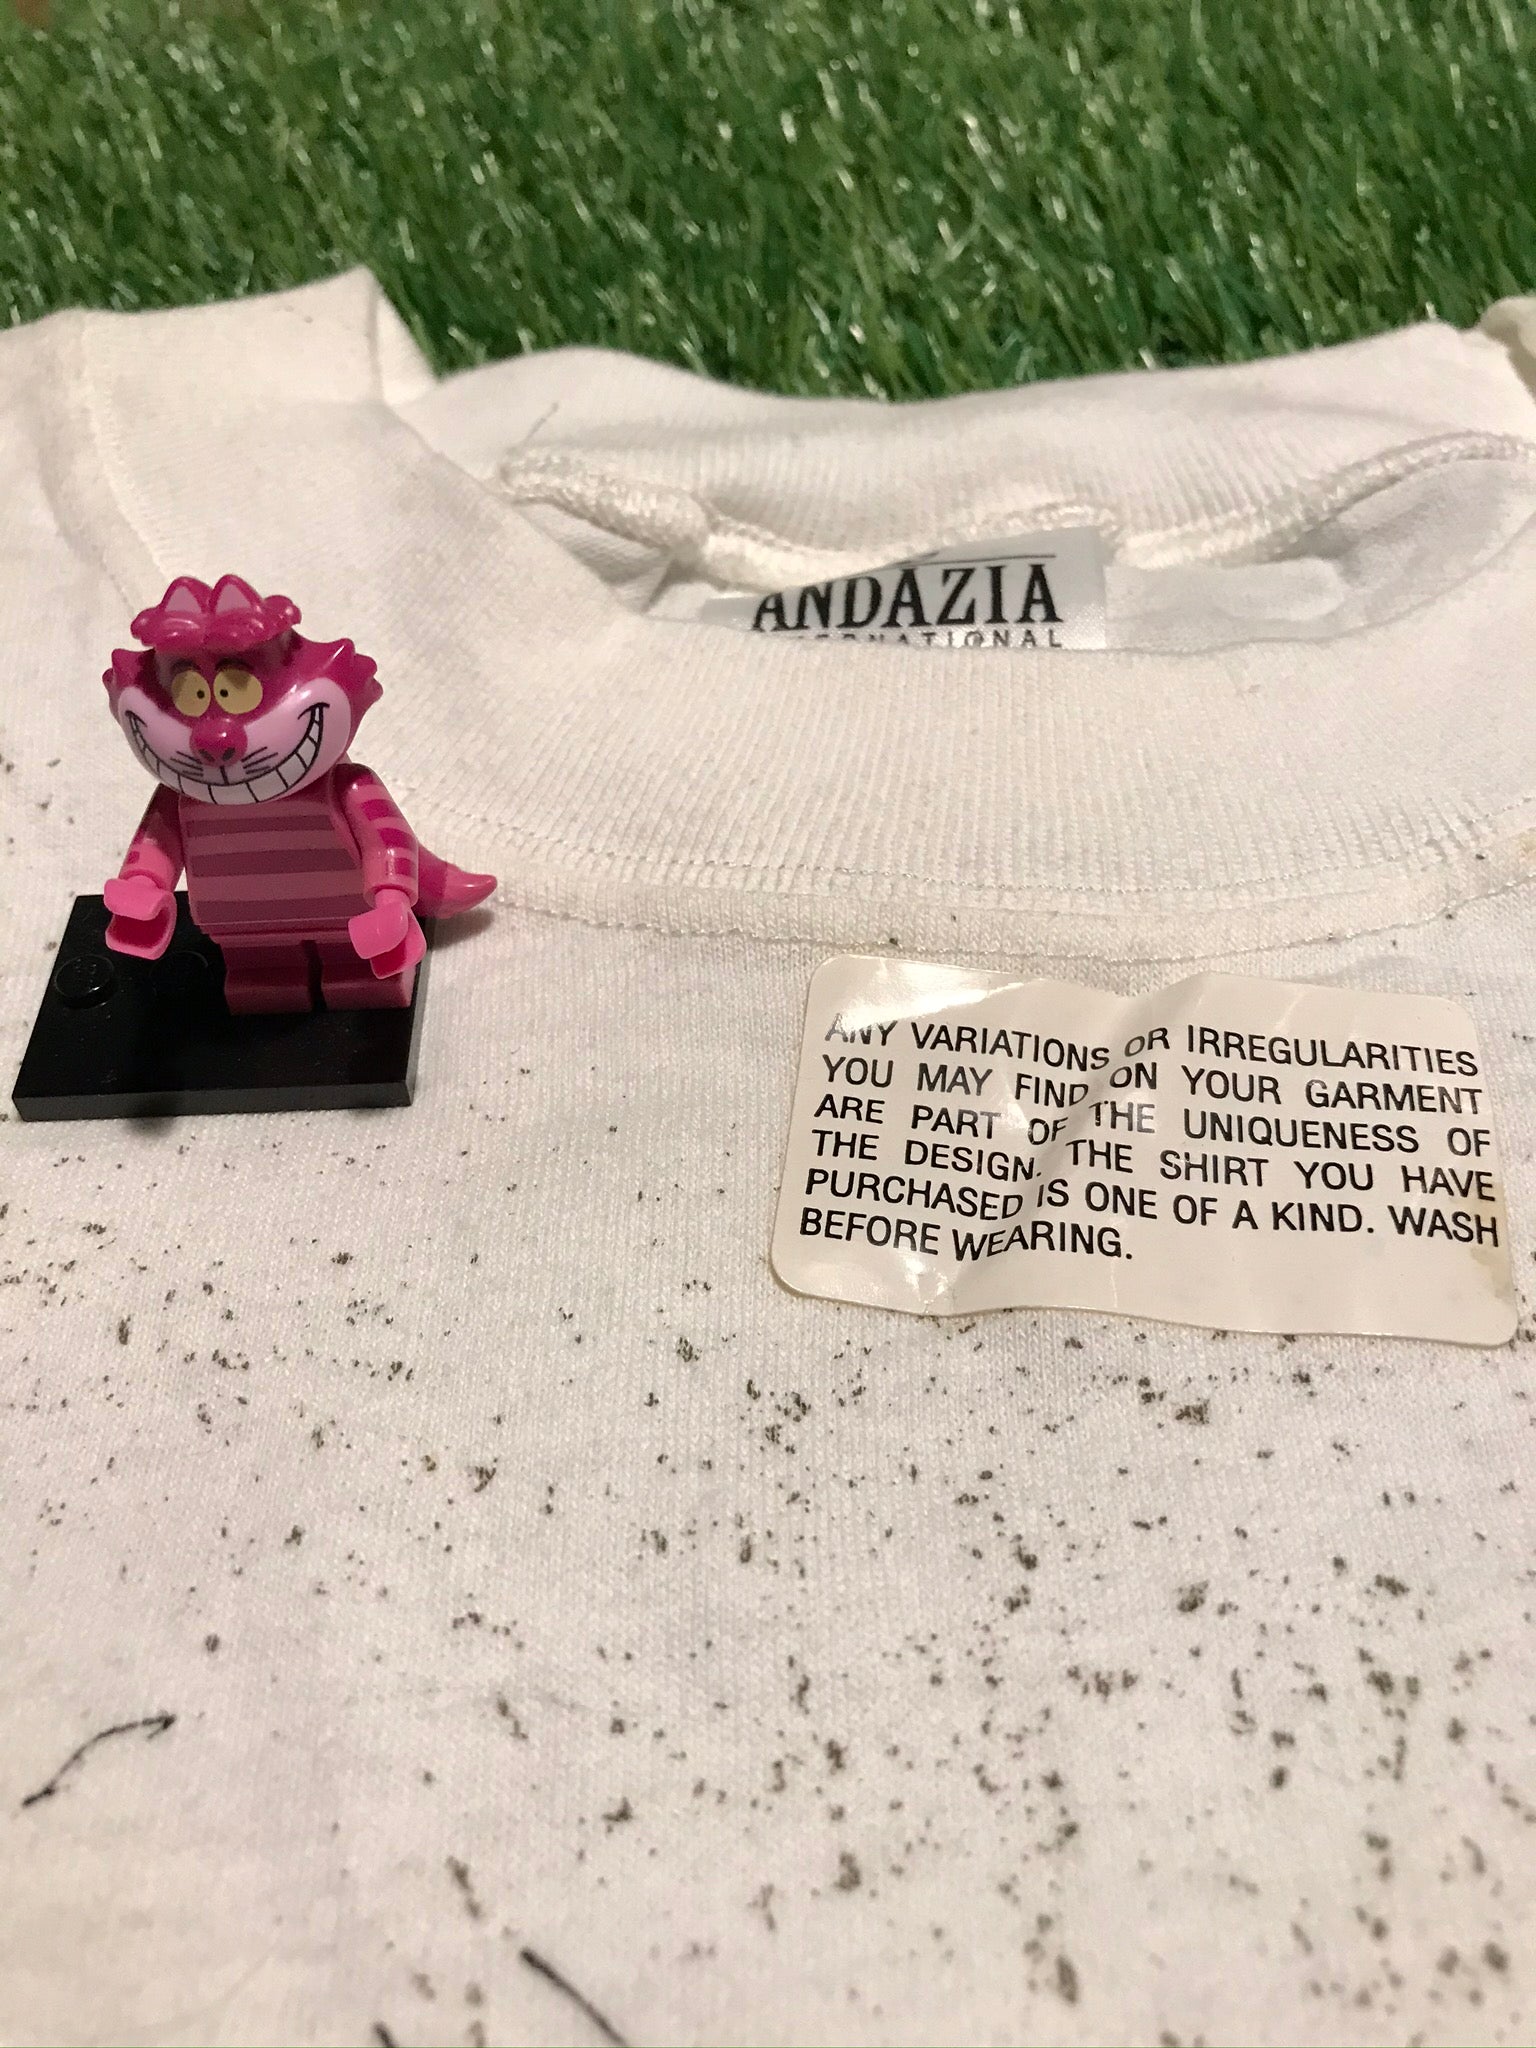 ANDAZIA
INTERNATIONAL
ANY VARIATIONS OR IRREGULARITIES
YOU MAY FIND ON YOUR GARMENT
ARE PART OF THE UNIQUENESS OF
THE DESIGN. THE SHIRT YOU HAVE
PURCHASED IS ONE OF A KIND. WASH
BEFORE WEARING.